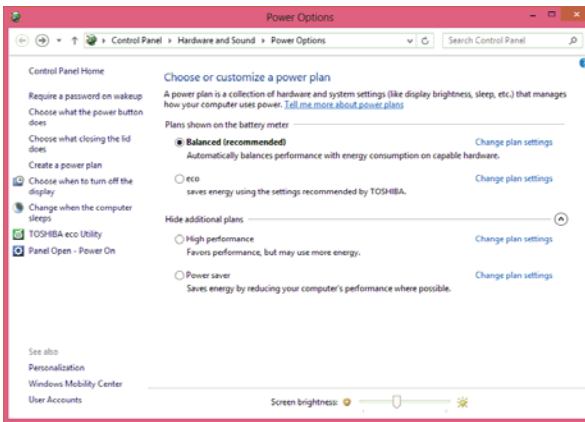 Power Options
Control Panel ▸ Hardware and Sound ▸ Power Options
Search Control Panel
Control Panel Home
Require a password on wakeup
Choose what the power button
does
Choose what closing the lid
does
Create a power plan
Choose when to turn off the
display
Change when the computer
sleeps
TOSHIBA eco Utility
Panel Open - Power On
See also
Personalization
Windows Mobility Center
User Accounts
Choose or customize a power plan
A power plan is a collection of hardware and system settings (like display brightness, sleep, etc.) that manages
how your computer uses power. Tell me more about power plans
Plans shown on the battery meter
Balanced (recommended) Change plan settings
Automatically balances performance with energy consumption on capable hardware.
eco Change plan settings
saves energy using the settings recommended by TOSHIBA.
Hide additional plans
High performance Change plan settings
Favors performance, but may use more energy.
Power saver Change plan settings
Saves energy by reducing your computer's performance where possible.
Screen brightness: